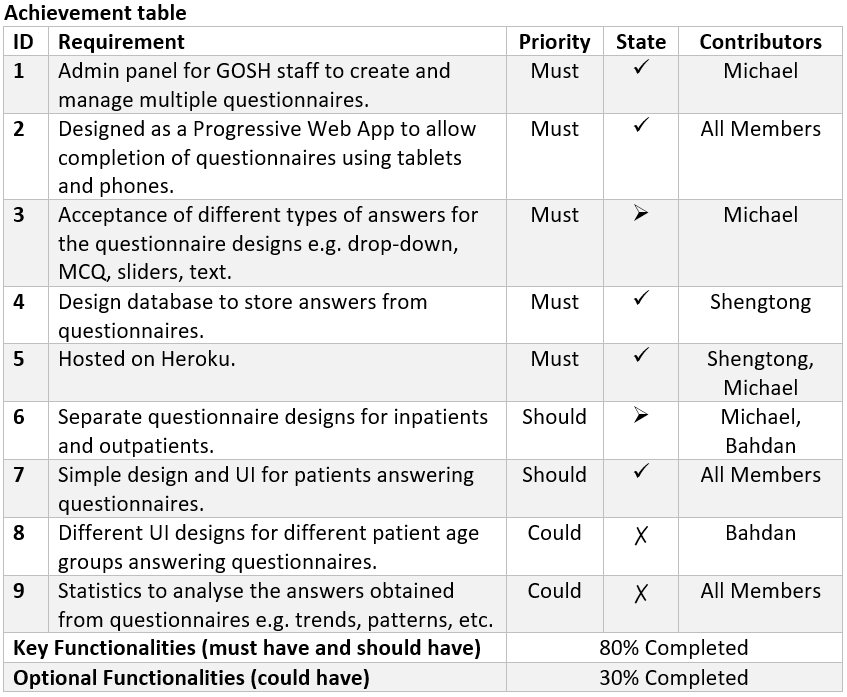 Achievement table
ID Requirement Priority State Contributors
1 Admin panel for GOSH staff to create and Must ✓ Michael
manage multiple questionnaires.
2 Designed as a Progressive Web App to allow Must ✓ All Members
completion of questionnaires using tablets
and phones.
3 Acceptance of different types of answers for Must ➢ Michael
the questionnaire designs e.g. drop-down,
MCQ, sliders, text.
4 Design database to store answers from Must ✓ Shengtong
questionnaires.
5 Hosted on Heroku. Must ✓ Shengtong,
Michael
6 Separate questionnaire designs for inpatients Should ➢ Michael,
and outpatients. Bahdan
7 Simple design and UI for patients answering Should ✓ All Members
questionnaires.
8 Different UI designs for different patient age Could ✗ Bahdan
groups answering questionnaires.
9 Statistics to analyse the answers obtained Could ✗ All Members
from questionnaires e.g. trends, patterns, etc.
Key Functionalities (must have and should have) 80% Completed
Optional Functionalities (could have) 30% Completed